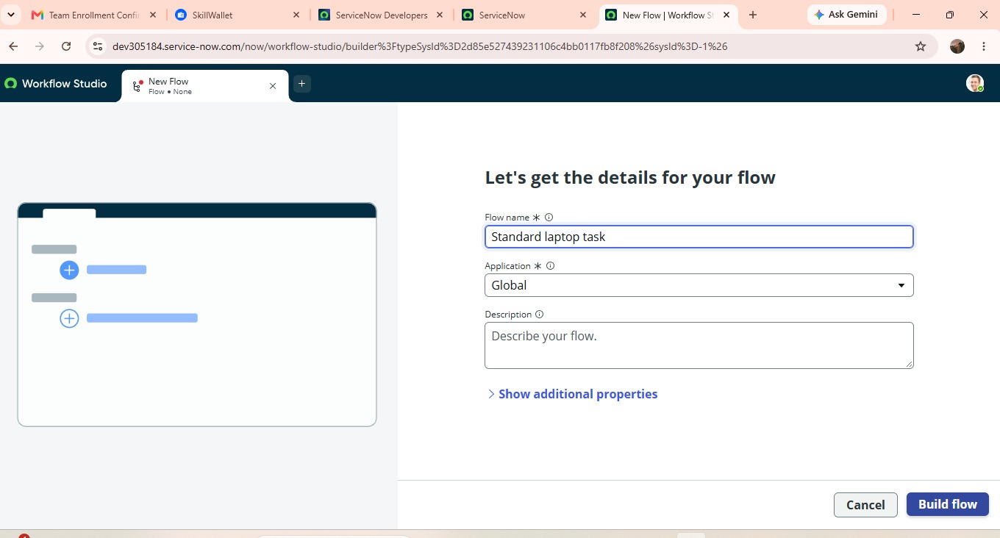 Team Enrollment Confir
SkillWallet
ServiceNow Developers
ServiceNow
New Flow | Workflow St
Ask Gemini
dev305184.service-now.com/now/workflow-studio/builder%3FtypeSysId%3D2d85e527439231106c4bb0117fb8f208%26sysId%3D-1%26
Workflow Studio
New Flow
Flow • None
Let's get the details for your flow
Flow name *
Standard laptop task
Application *
Global
Description
Describe your flow.
Show additional properties
Cancel
Build flow